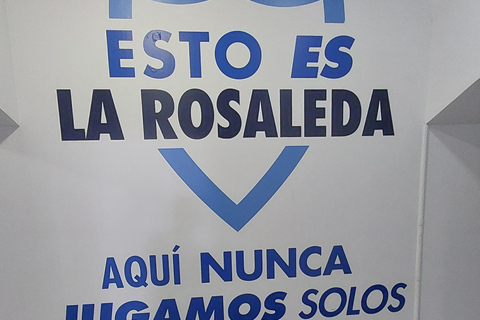 ESTO ES
LA ROSALEDA
AQUÍ NUNCA
JUGAMOS SOLOS